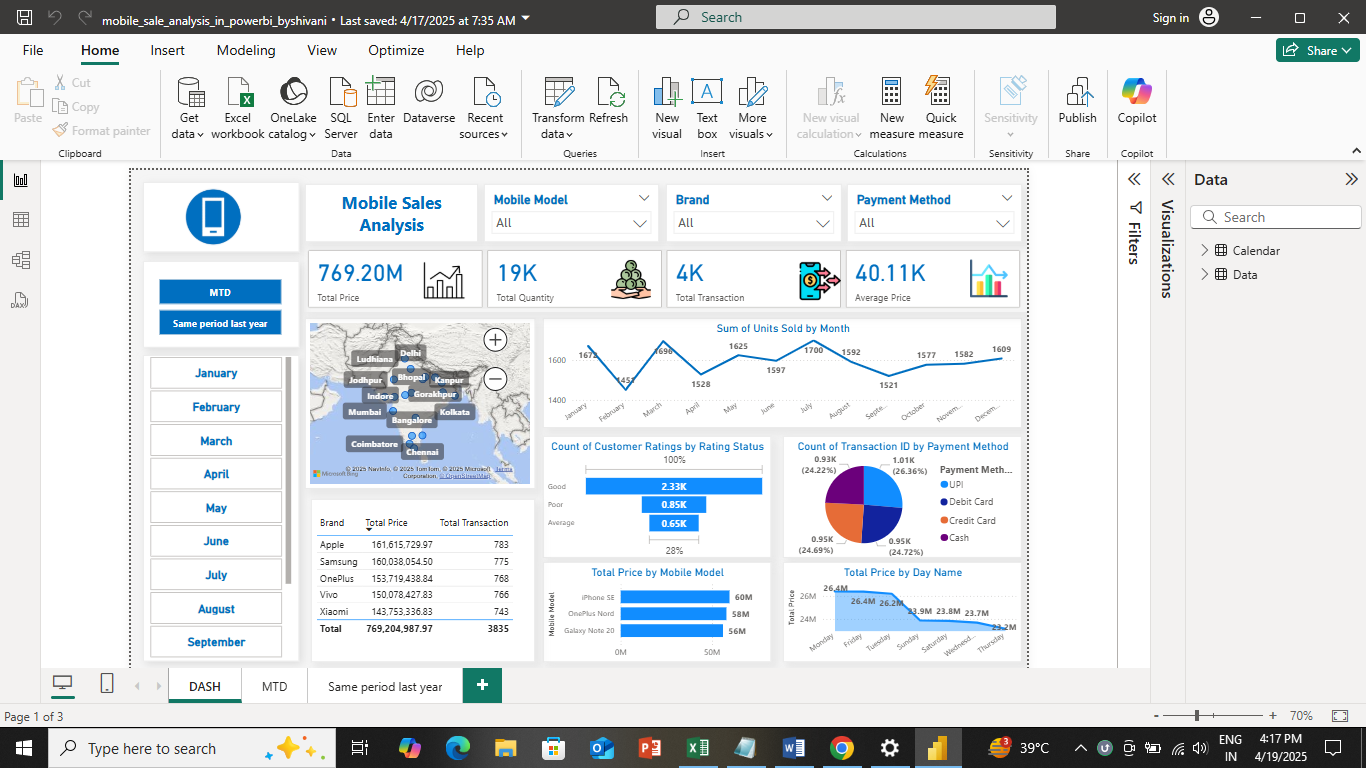 mobile_sale_analysis_in_powerbi_byshivani • Last saved: 4/17/2025 at 7:35 AM
Search
Sign in
File Home Insert Modeling View Optimize Help
Share
Paste
Cut
Copy
Format painter
Get data
Excel workbook
OneLake catalog
SQL Server
Enter data
Dataverse
Recent sources
Transform data
Refresh
New visual
Text box
More visuals
New visual calculation
New measure
Quick measure
Sensitivity
Publish
Copilot
Clipboard Data Queries Insert Calculations Sensitivity Share Copilot
Mobile Sales
Analysis
Mobile Model
All
Brand
All
Payment Method
All
MTD
Same period last year
769.20M
Total Price
19K
Total Quantity
4K
Total Transaction
40.11K
Average Price
January
February
March
April
May
June
July
August
September
Ludhiana
Delhi
Jodhpur
Bhopal
Kanpur
Indore
Gorakhpur
Mumbai
Kolkata
Bangalore
Coimbatore
Chennai
Microsoft Bing
© 2025 NavInfo, © 2025 TomTom, © 2025 Microsoft Terms
Corporation, © OpenStreetMap
Sum of Units Sold by Month
1600
1400
1672
1453
1696
1528
1625
1597
1700
1592
1521
1577
1582
1609
January
February
March
April
May
June
July
August
Septe...
October
Novem...
Decem...
Count of Customer Ratings by Rating Status
100%
Good 2.33K
Poor 0.85K
Average 0.65K
28%
Count of Transaction ID by Payment Method
0.93K
(24.22%)
1.01K
(26.36%)
0.95K
(24.69%)
0.95K
(24.72%)
Payment Meth...
UPI
Debit Card
Credit Card
Cash
Brand Total Price Total Transaction
Apple 161,615,729.97 783
Samsung 160,038,054.50 775
OnePlus 153,719,438.84 768
Vivo 150,078,427.83 766
Xiaomi 143,753,336.83 743
Total 769,204,987.97 3835
Total Price by Mobile Model
Mobile Model
iPhone SE 60M
OnePlus Nord 58M
Galaxy Note 20 56M
0M 50M
Total Price by Day Name
Total Price
26M
24M
26.4M
26.4M
26.2M
23.9M
23.8M
23.7M
23.2M
Monday
Friday
Tuesday
Sunday
Saturday
Wednesd...
Thursday
Filters
Visualizations
Data
Search
Calendar
Data
DAX
DASH MTD Same period last year +
Page 1 of 3
- + 70%
Type here to search
3
39°C
ENG
IN
4:17 PM
4/19/2025